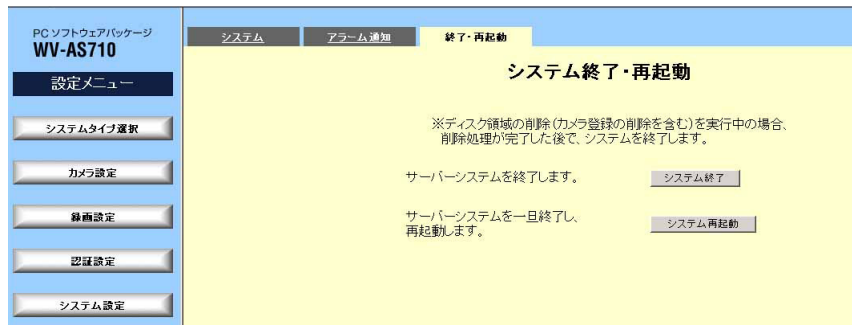 PCソフトウェアパッケージ
WV-AS710
設定メニュー
システムタイプ選択
カメラ設定
録画設定
認証設定
システム設定
システム
アラーム通知
終了・再起動
システム終了・再起動
※ディスク領域の削除(カメラ登録の削除を含む)を実行中の場合、
削除処理が完了した後で、システムを終了します。
サーバーシステムを終了します。
システム終了
サーバーシステムを一旦終了し、
再起動します。
システム再起動